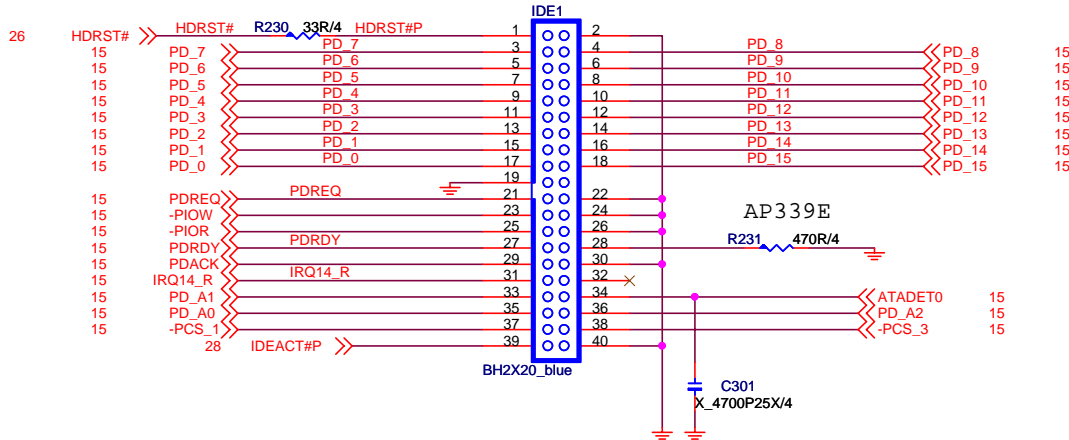 IDE1
26 HDRST# HDRST# R230 33R/4 HDRST#P 1 2
15 PD_7 PD_7 3 4 PD_8 PD_8 15
15 PD_6 PD_6 5 6 PD_9 PD_9 15
15 PD_5 PD_5 7 8 PD_10 PD_10 15
15 PD_4 PD_4 9 10 PD_11 PD_11 15
15 PD_3 PD_3 11 12 PD_12 PD_12 15
15 PD_2 PD_2 13 14 PD_13 PD_13 15
15 PD_1 PD_1 15 16 PD_14 PD_14 15
15 PD_0 PD_0 17 18 PD_15 PD_15 15
19
15 PDREQ PDREQ 21 22
15 -PIOW 23 24 AP339E
15 -PIOR 25 26
15 PDRDY PDRDY 27 28 R231 470R/4
15 PDACK 29 30
15 IRQ14_R IRQ14_R 31 32
15 PD_A1 33 34 ATADET0 15
15 PD_A0 35 36 PD_A2 15
15 -PCS_1 37 38 -PCS_3 15
28 IDEACT#P 39 40
BH2X20_blue
C301
X_4700P25X/4